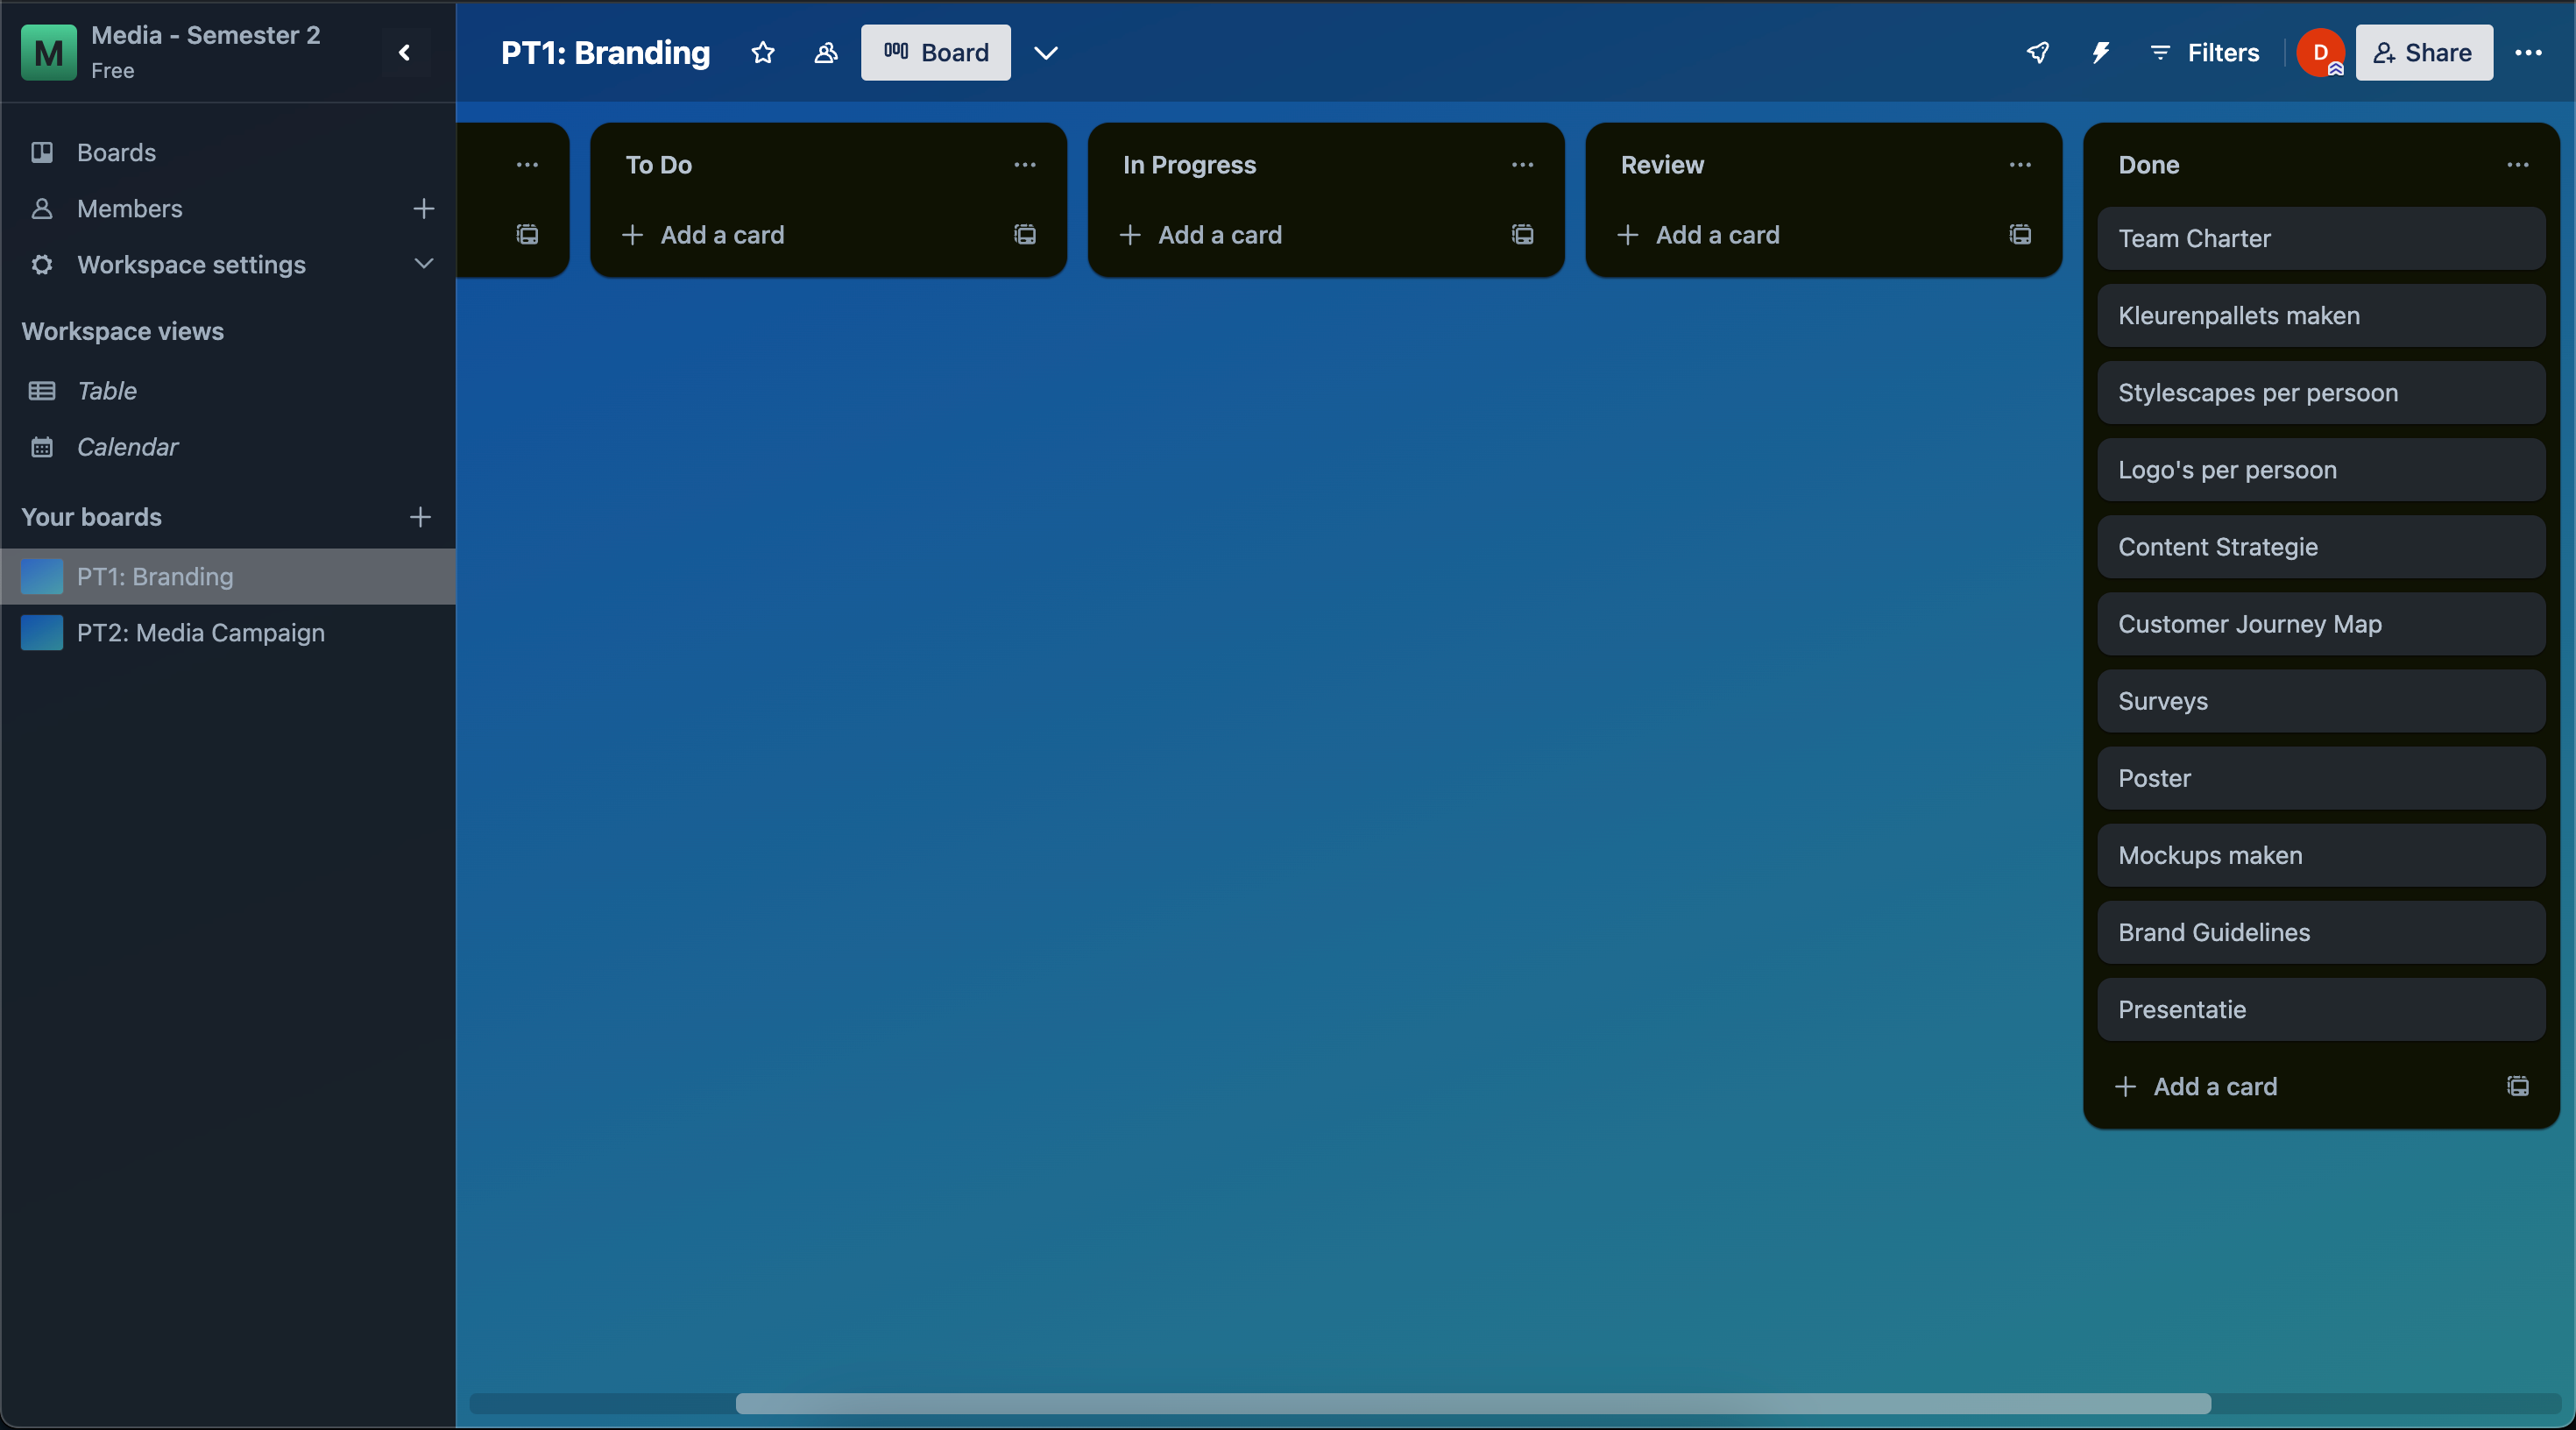 M
Media - Semester 2
Free
Boards
Members
Workspace settings
Workspace views
Table
Calendar
Your boards
PT1: Branding
PT2: Media Campaign
PT1: Branding
Board
Filters
D
Share
To Do
Add a card
In Progress
Add a card
Review
Add a card
Done
Team Charter
Kleurenpallets maken
Stylescapes per persoon
Logo's per persoon
Content Strategie
Customer Journey Map
Surveys
Poster
Mockups maken
Brand Guidelines
Presentatie
Add a card